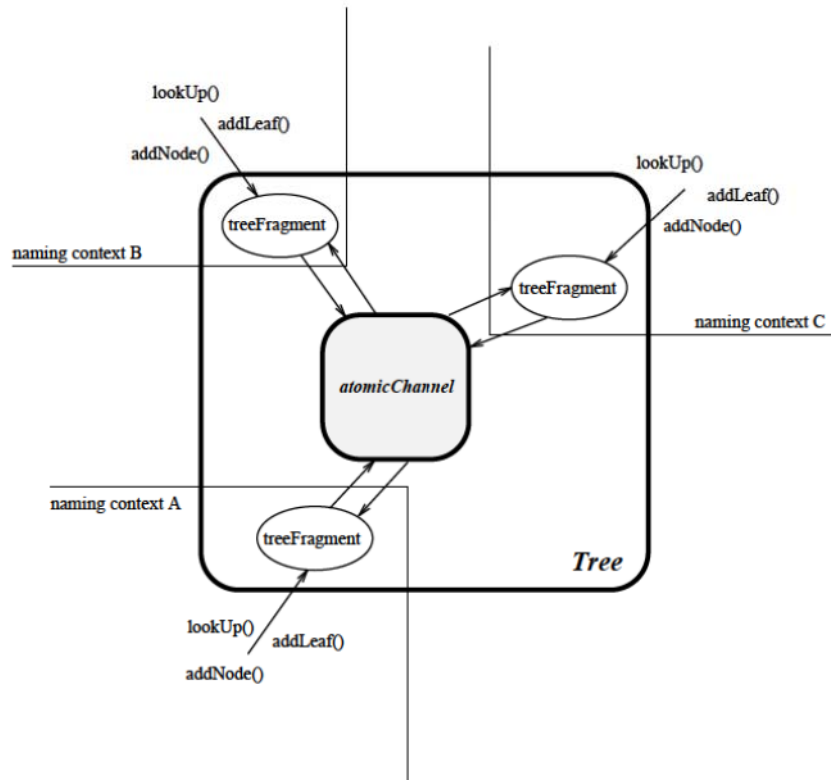 lookUp()
addLeaf()
addNode()
treeFragment
naming context B
lookUp()
addLeaf()
addNode()
treeFragment
naming context C
atomicChannel
naming context A
treeFragment
Tree
lookUp()
addLeaf()
addNode()